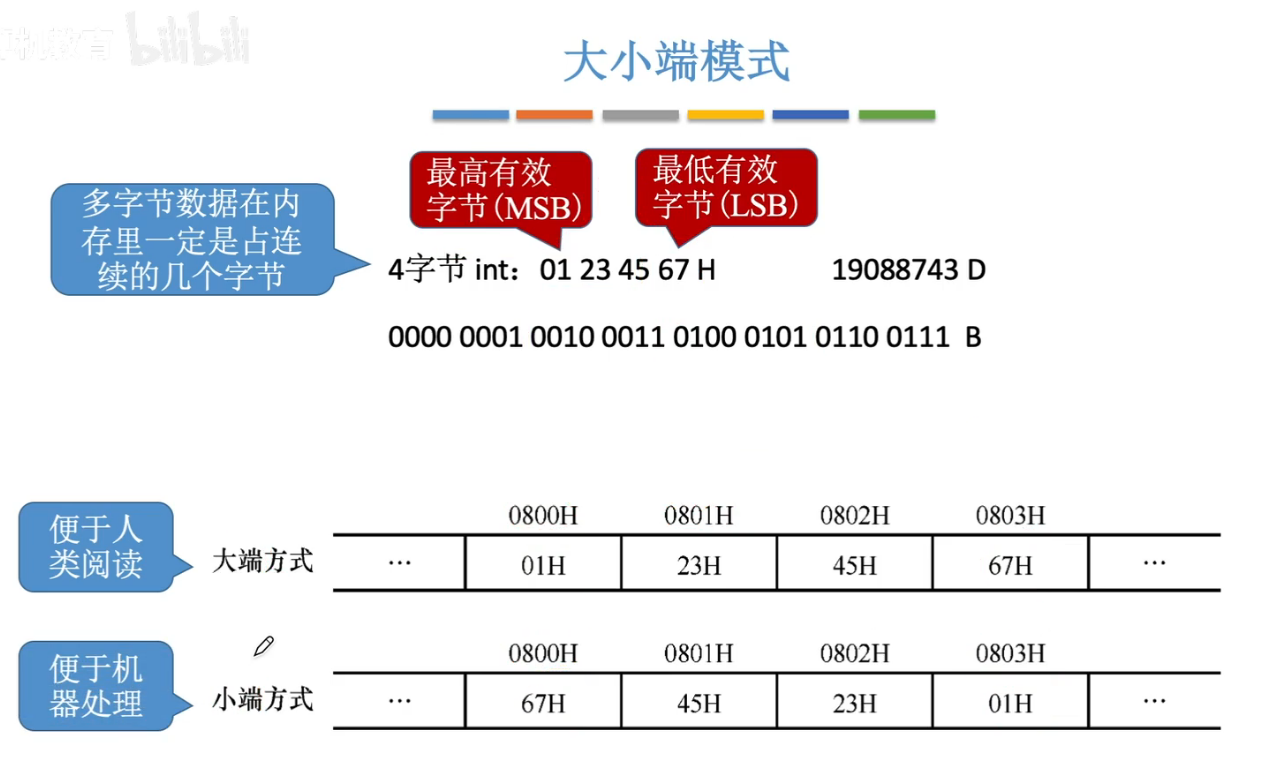 教育 bilibili
大小端模式
最高有效
字节(MSB)
最低有效
字节(LSB)
多字节数据在内
存里一定是占连
续的几个字节
4字节 int: 01 23 45 67 H 19088743 D
0000 0001 0010 0011 0100 0101 0110 0111 B
便于人
类阅读
0800H 0801H 0802H 0803H
大端方式 … 01H 23H 45H 67H …
便于机
器处理
0800H 0801H 0802H 0803H
小端方式 … 67H 45H 23H 01H …